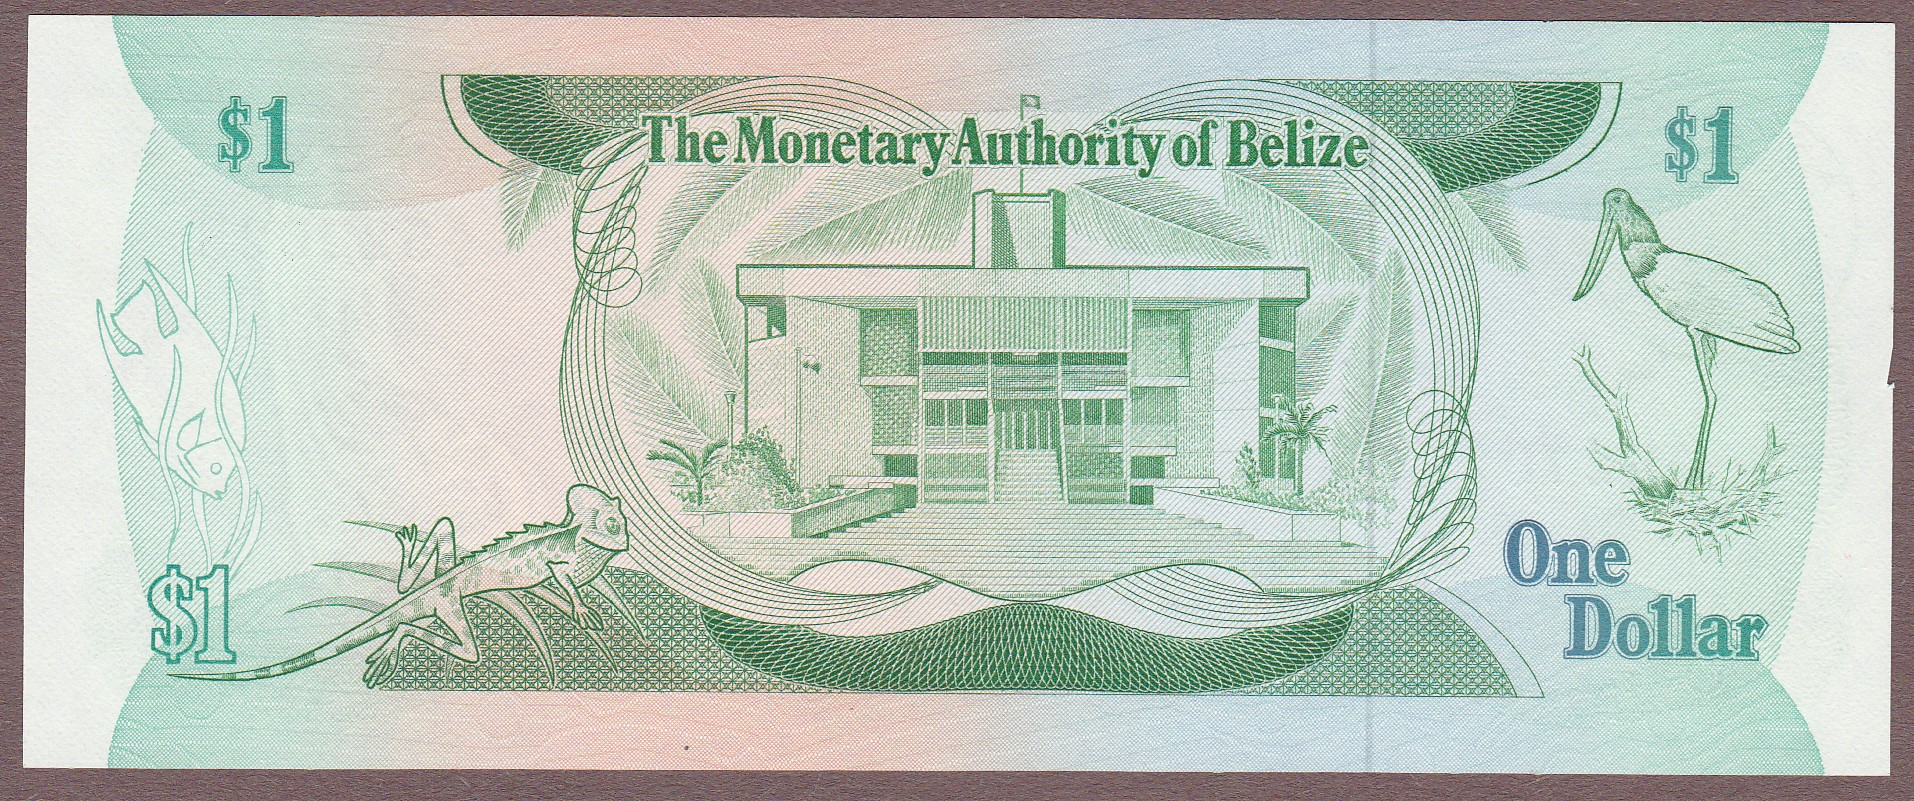 The Monetary Authority of Belize
$1
$1
$1
One
Dollar